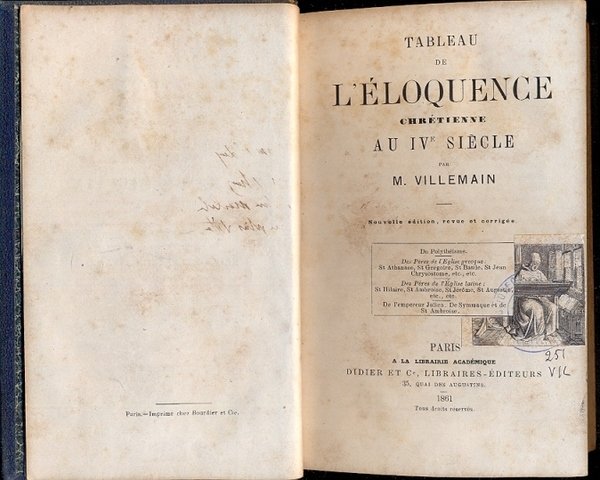 Paris.—Imprimé chez Bourdier et Cie.
TABLEAU
DE
L'ÉLOQUENCE
CHRÉTIENNE
AU IVE SIÈCLE
PAR
M. VILLEMAIN
Nouvelle édition, revue et corrigée.
Du Polythéisme.
Des Pères de l'Église grecque:
St Athanase, St Grégoire, St Basile, St Jean
Chrysostome, etc., etc.
Des Pères de l'Église latine:
St Hilaire, St Ambroise, St Jérôme, St Augustin
etc., etc.
De l'empereur Julien. De Symmaque et de
St Ambroise.
PARIS
A LA LIBRAIRIE ACADÉMIQUE
DIDIER ET Ce, LIBRAIRES-ÉDITEURS
35, QUAI DES AUGUSTINS.
1861
Tous droits réservés.
251
VIL